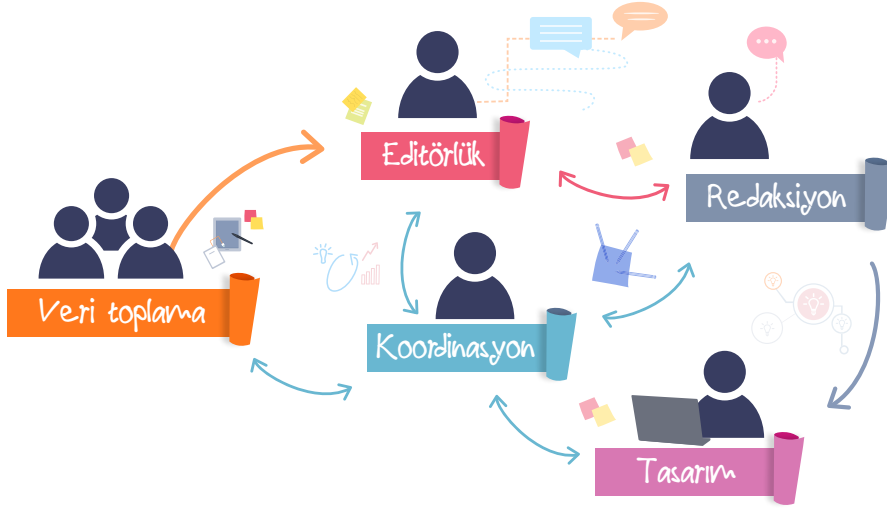 Editörlük
Redaksiyon
Veri toplama
Koordinasyon
Tasarım